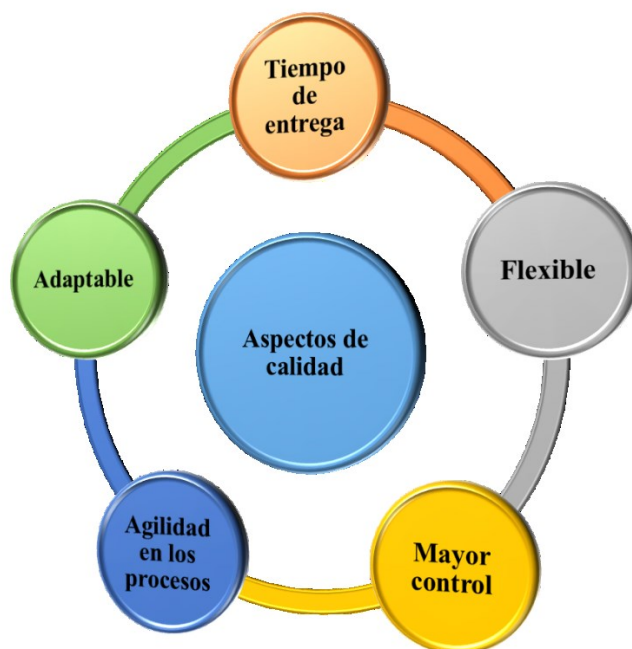 Tiempo
de
entrega
Flexible
Adaptable
Aspectos de
calidad
Agilidad
en los
procesos
Mayor
control